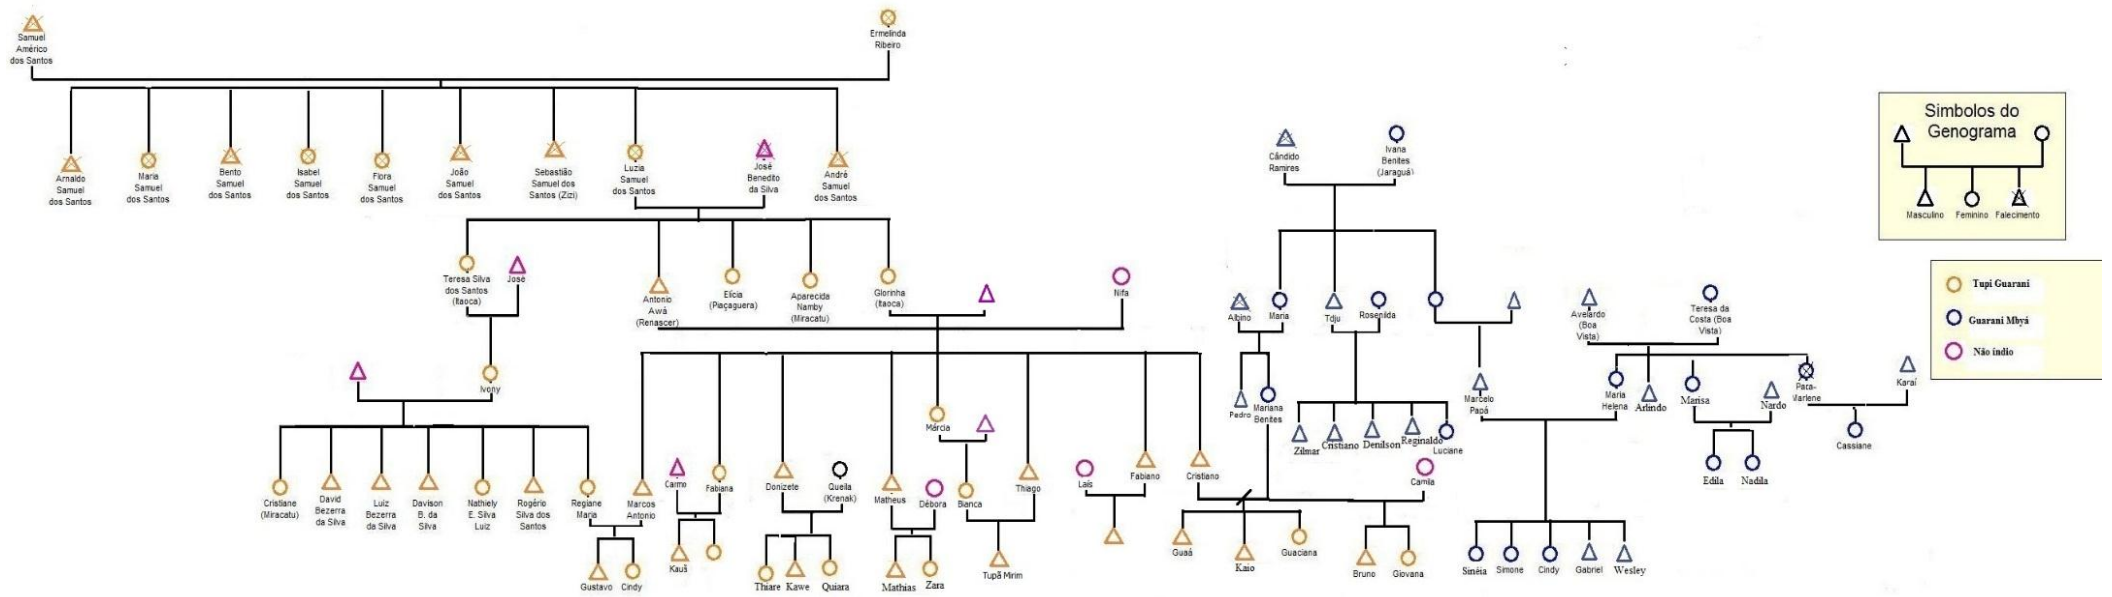 Samuel
Américo
dos Santos
Ermelinda
Ribeiro
Simbolos do
Genograma
Masculino
Feminino
Falecimento
Tupi Guarani
Guarani Mbyá
Não índio
Arnaldo
Samuel
dos Santos
Maria
Samuel
dos Santos
Bento
Samuel
dos Santos
Isabel
Samuel
dos Santos
Flora
Samuel
dos Santos
João
Samuel
dos Santos
Sebastião
Samuel dos
Santos (Zizi)
Luzia
Samuel
dos Santos
José
Benedito
da Silva
André
Samuel
dos Santos
Cândido
Ramires
Ivana
Benites
(Jaraguá)
Teresa Silva
dos Santos
(Itaoca)
José
Antonio
Awá
(Renascer)
Elícia
(Piaçaguera)
Aparecida
Namby
(Miracatu)
Glorinha
(Itaoca)
Nifa
Albino
Maria
Tdju
Rosenilda
Avelardo
(Boa
Vista)
Teresa da
Costa (Boa
Vista)
Ivony
Márcia
Pedro
Mariana
Benites
Zilmar
Cristiano
Denilson
Reginaldo
Luciane
Marcelo
Papá
Maria
Helena
Arlindo
Marisa
Nardo
Para-
Marlene
Karaí
Cassiane
Edila
Nadila
Cristiane
(Miracatu)
David
Bezerra
da Silva
Luiz
Bezerra
da Silva
Davison
B. da
Silva
Nathiely
E. Silva
Luiz
Rogério
Silva dos
Santos
Regiane
Maria
Marcos
Antonio
Carmo
Fabiana
Donizete
Queila
(Krenak)
Matheus
Débora
Bianca
Thiago
Laís
Fabiano
Cristiano
Camila
Gustavo
Cindy
Kauã
Thiare
Kawe
Quiara
Mathias
Zara
Tupã Mirim
Guaá
Kaio
Guaciana
Bruno
Giovana
Sinéia
Simone
Cindy
Gabriel
Wesley